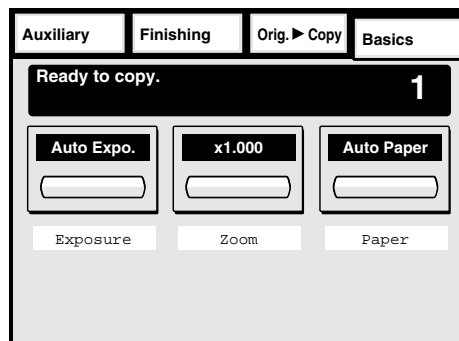 Auxiliary Finishing Orig.►Copy Basics
Ready to copy. 1
Auto Expo. x1.000 Auto Paper
Exposure Zoom Paper